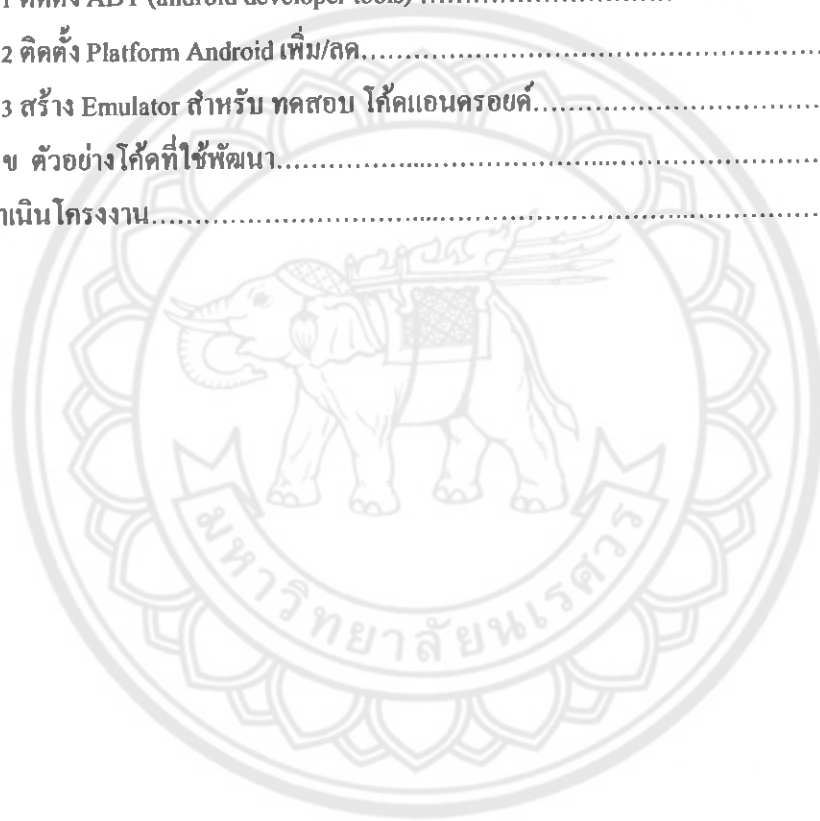 1 ติดตั้ง ADT (android developer tools) ……………………
2 ติดตั้ง Platform Android เพิ่ม/ลด……………………………………………
3 สร้าง Emulator สำหรับ ทดสอบ โค้ดแอนดรอยด์……………………………
ข ตัวอย่างโค้ดที่ใช้พัฒนา………………………………………………………
าเนินโครงงาน……………………………………………………………………
มหาวิทยาลัยนเรศวร